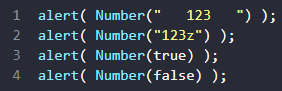 1 alert( Number("   123   ") );
2 alert( Number("123z") );
3 alert( Number(true) );
4 alert( Number(false) );